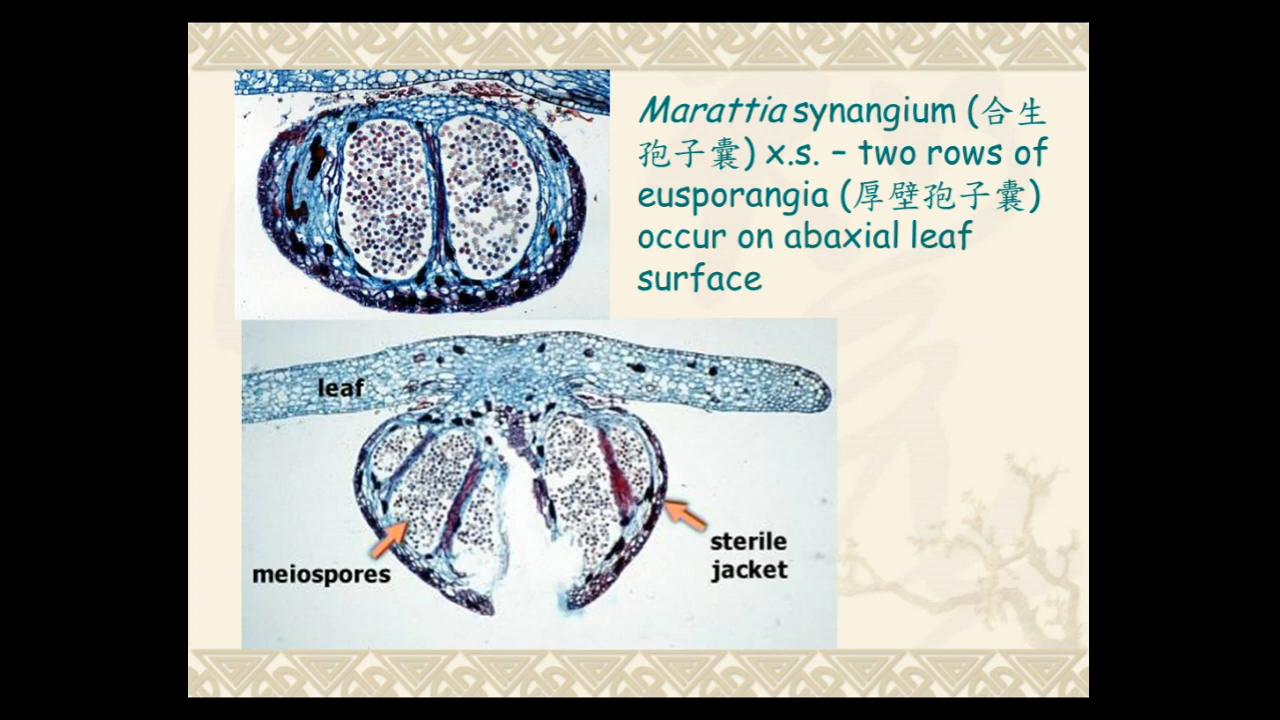 Marattia synangium (合生
孢子囊) x.s. – two rows of
eusporangia (厚壁孢子囊)
occur on abaxial leaf
surface
leaf
meiospores
sterile
jacket